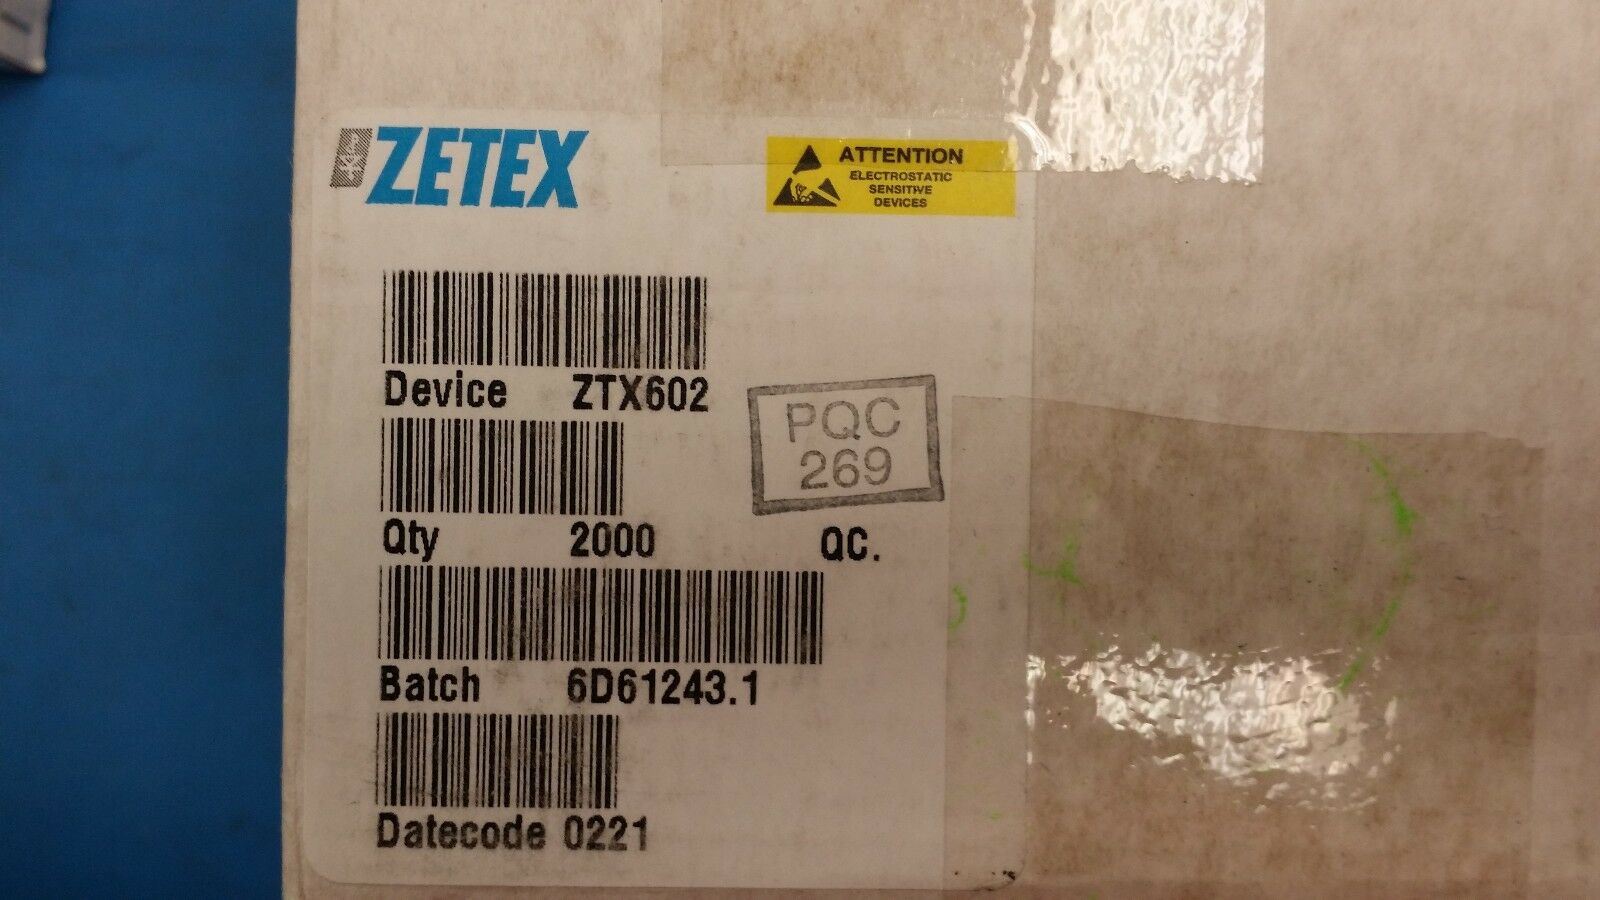 ZETEX
ATTENTION
ELECTROSTATIC
SENSITIVE
DEVICES
Device ZTX602
PQC
269
Qty 2000 QC.
Batch 6D61243.1
Datecode 0221